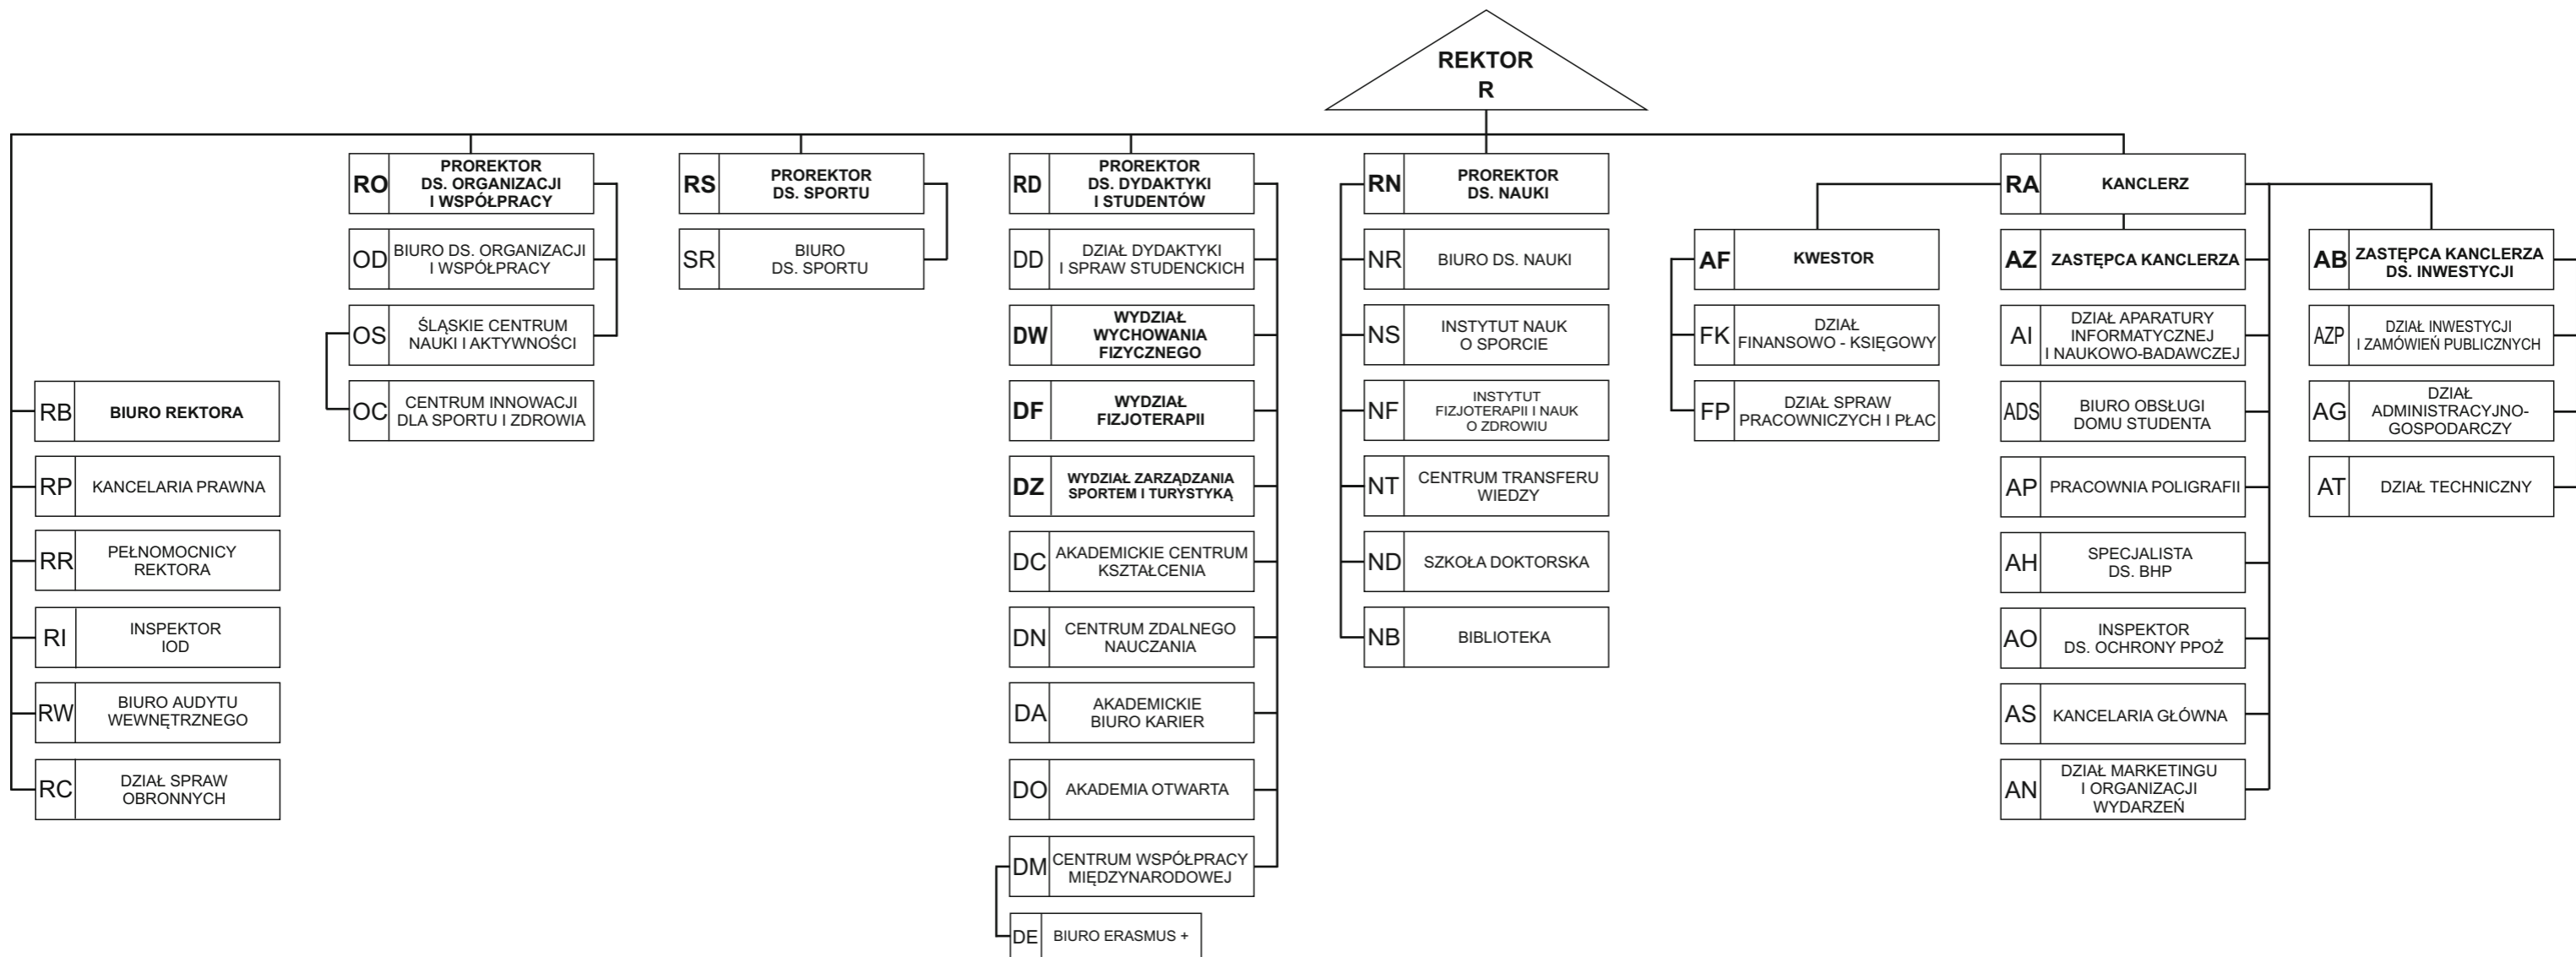 REKTOR
R
RO
PROREKTOR
DS. ORGANIZACJI
I WSPÓŁPRACY
OD
BIURO DS. ORGANIZACJI
I WSPÓŁPRACY
OS
ŚLĄSKIE CENTRUM
NAUKI I AKTYWNOŚCI
OC
CENTRUM INNOWACJI
DLA SPORTU I ZDROWIA
RS
PROREKTOR
DS. SPORTU
SR
BIURO
DS. SPORTU
RD
PROREKTOR
DS. DYDAKTYKI
I STUDENTÓW
DD
DZIAŁ DYDAKTYKI
I SPRAW STUDENCKICH
DW
WYDZIAŁ
WYCHOWANIA
FIZYCZNEGO
DF
WYDZIAŁ
FIZJOTERAPII
DZ
WYDZIAŁ ZARZĄDZANIA
SPORTEM I TURYSTYKĄ
DC
AKADEMICKIE CENTRUM
KSZTAŁCENIA
DN
CENTRUM ZDALNEGO
NAUCZANIA
DA
AKADEMICKIE
BIURO KARIER
DO
AKADEMIA OTWARTA
DM
CENTRUM WSPÓŁPRACY
MIĘDZYNARODOWEJ
DE
BIURO ERASMUS +
RN
PROREKTOR
DS. NAUKI
NR
BIURO DS. NAUKI
NS
INSTYTUT NAUK
O SPORCIE
NF
INSTYTUT
FIZJOTERAPII I NAUK
O ZDROWIU
NT
CENTRUM TRANSFERU
WIEDZY
ND
SZKOŁA DOKTORSKA
NB
BIBLIOTEKA
RA
KANCLERZ
AF
KWESTOR
FK
DZIAŁ
FINANSOWO - KSIĘGOWY
FP
DZIAŁ SPRAW
PRACOWNICZYCH I PŁAC
AZ
ZASTĘPCA KANCLERZA
AI
DZIAŁ APARATURY
INFORMATYCZNEJ
I NAUKOWO-BADAWCZEJ
ADS
BIURO OBSŁUGI
DOMU STUDENTA
AP
PRACOWNIA POLIGRAFII
AH
SPECJALISTA
DS. BHP
AO
INSPEKTOR
DS. OCHRONY PPOŻ
AS
KANCELARIA GŁÓWNA
AN
DZIAŁ MARKETINGU
I ORGANIZACJI
WYDARZEŃ
AB
ZASTĘPCA KANCLERZA
DS. INWESTYCJI
AZP
DZIAŁ INWESTYCJI
I ZAMÓWIEŃ PUBLICZNYCH
AG
DZIAŁ
ADMINISTRACYJNO-
GOSPODARCZY
AT
DZIAŁ TECHNICZNY
RB
BIURO REKTORA
RP
KANCELARIA PRAWNA
RR
PEŁNOMOCNICY
REKTORA
RI
INSPEKTOR
IOD
RW
BIURO AUDYTU
WEWNĘTRZNEGO
RC
DZIAŁ SPRAW
OBRONNYCH